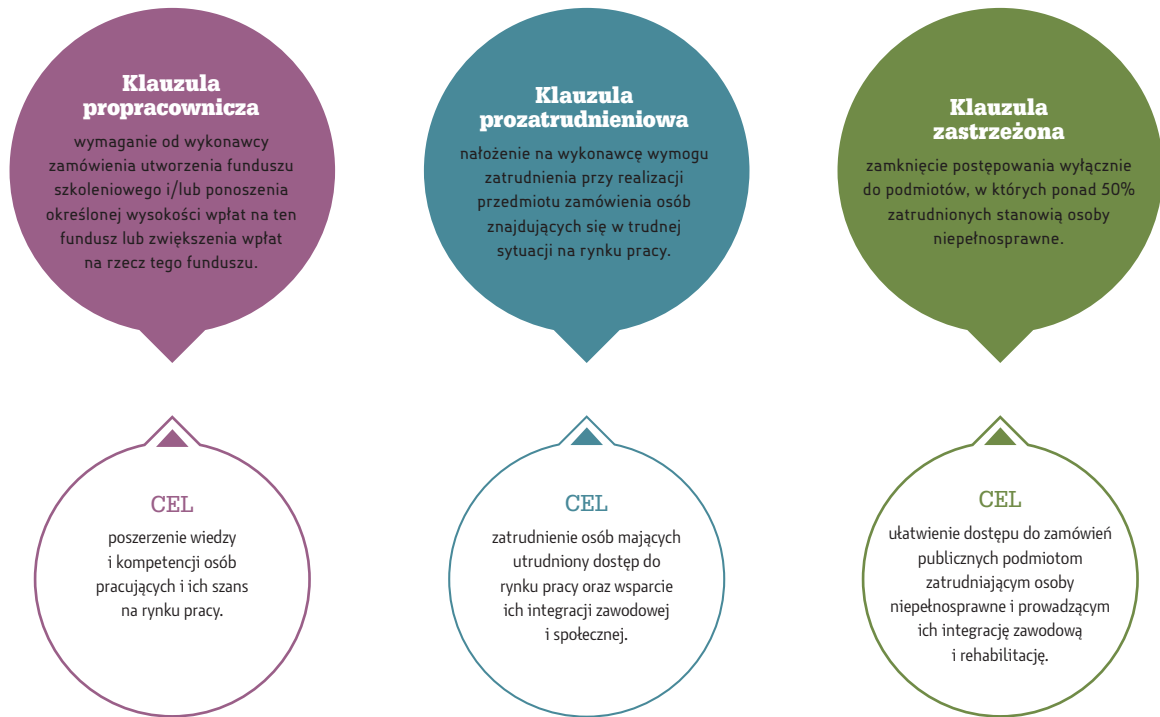 Klauzula
propracownicza
wymaganie od wykonawcy
zamówienia utworzenia funduszu
szkoleniowego i/lub ponoszenia
określonej wysokości wpłat na ten
fundusz lub zwiększenia wpłat
na rzecz tego funduszu.
Klauzula
prozatrudnieniowa
nałożenie na wykonawcę wymogu
zatrudnienia przy realizacji
przedmiotu zamówienia osób
znajdujących się w trudnej
sytuacji na rynku pracy.
Klauzula
zastrzeżona
zamknięcie postępowania wyłącznie
do podmiotów, w których ponad 50%
zatrudnionych stanowią osoby
niepełnosprawne.
CEL
poszerzenie wiedzy
i kompetencji osób
pracujących i ich szans
na rynku pracy.
CEL
zatrudnienie osób mających
utrudniony dostęp do
rynku pracy oraz wsparcie
ich integracji zawodowej
i społecznej.
CEL
ułatwienie dostępu do zamówień
publicznych podmiotom
zatrudniającym osoby
niepełnosprawne i prowadzącym
ich integrację zawodową
i rehabilitację.